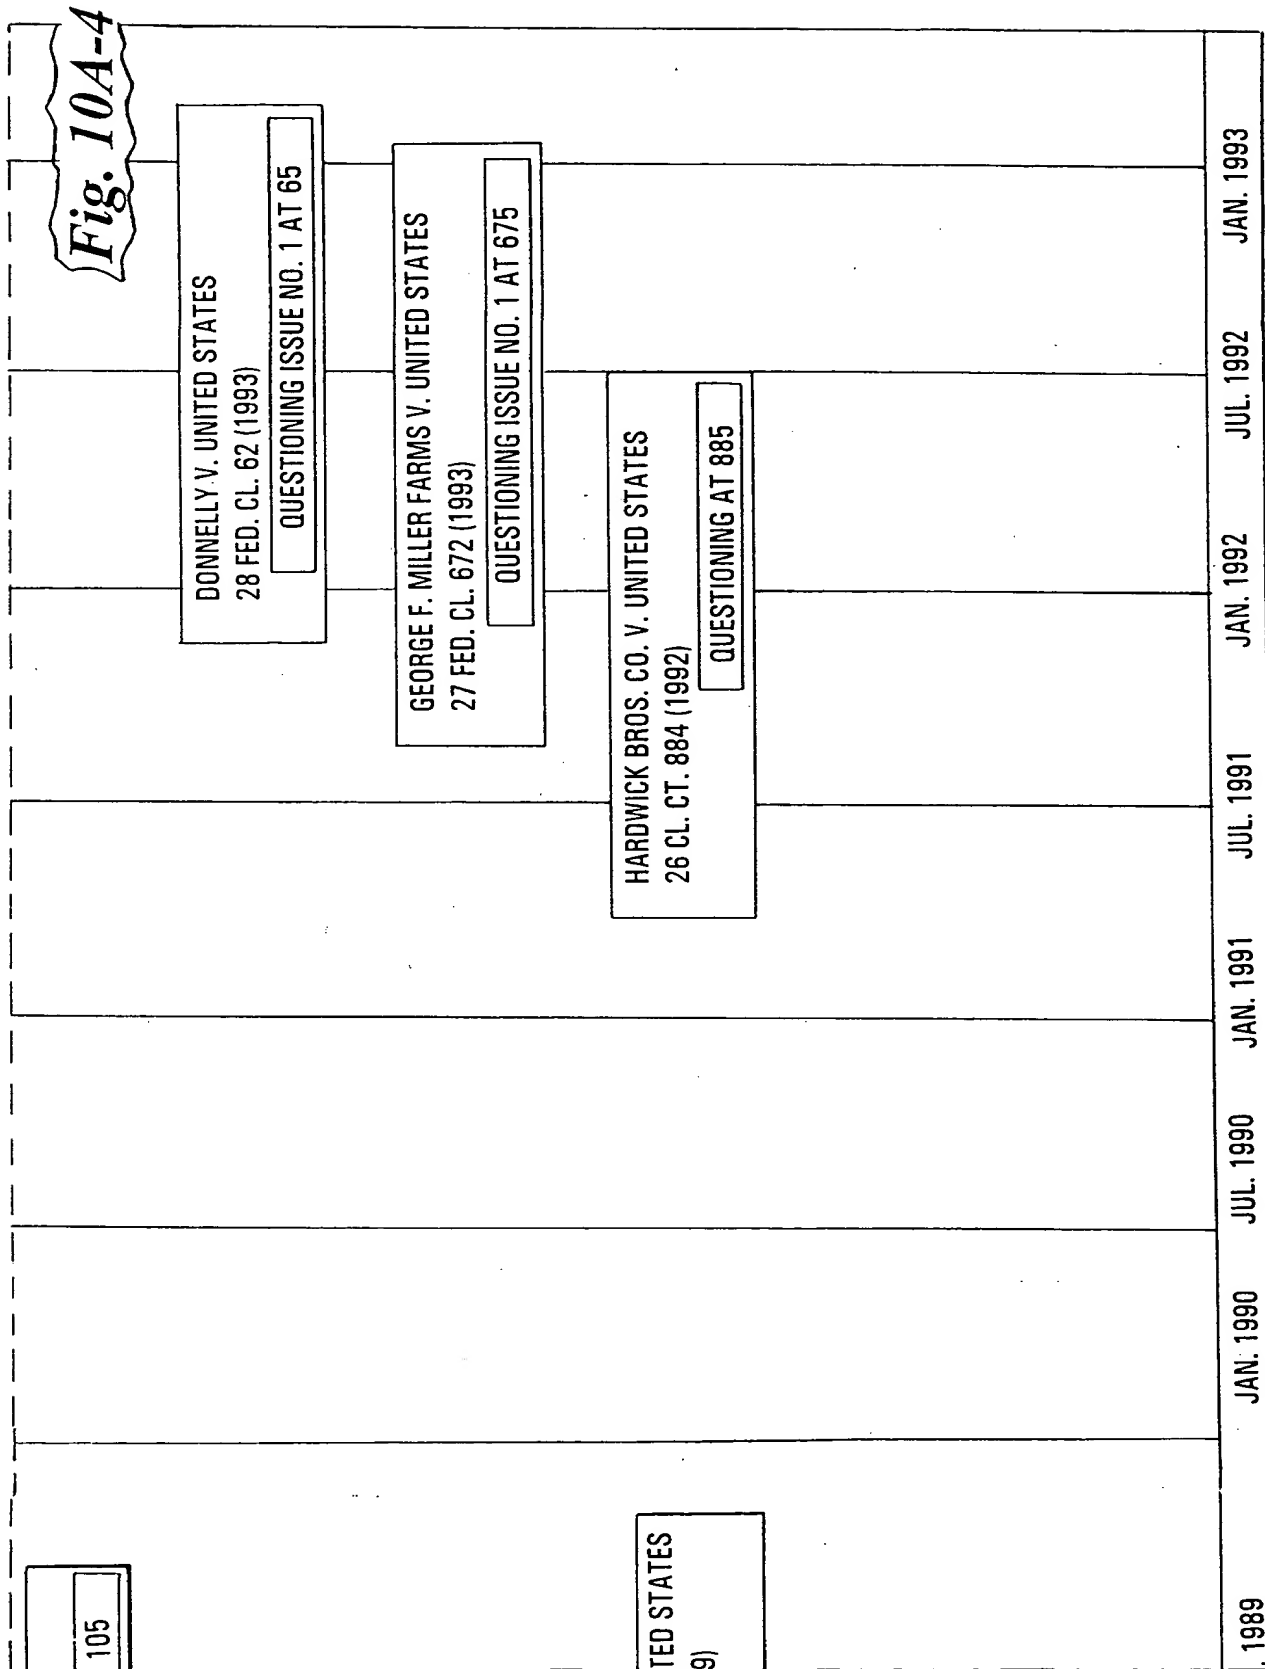 Fig. 10A-4
105
DONNELLY V. UNITED STATES
28 FED. CL. 62 (1993)
QUESTIONING ISSUE NO. 1 AT 65
GEORGE F. MILLER FARMS V. UNITED STATES
27 FED. CL. 672 (1993)
QUESTIONING ISSUE NO. 1 AT 675
TED STATES
9)
HARDWICK BROS. CO. V. UNITED STATES
26 CL. CT. 884 (1992)
QUESTIONING AT 885
. 1989
JAN. 1990
JUL. 1990
JAN. 1991
JUL. 1991
JAN. 1992
JUL. 1992
JAN. 1993